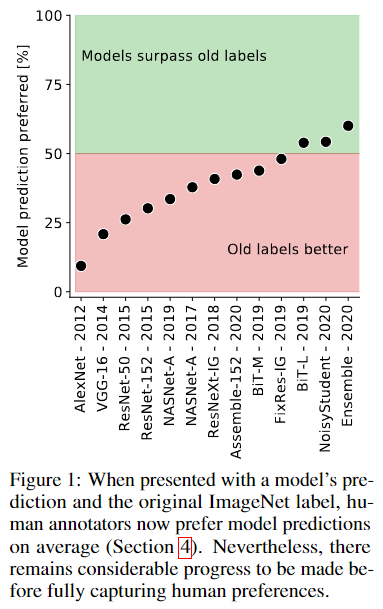 Model prediction preferred [%]
100
75
50
25
0
Models surpass old labels
Old labels better
AlexNet - 2012
VGG-16 - 2014
ResNet-50 - 2015
ResNet-152 - 2015
NASNet-A - 2019
NASNet-A - 2017
ResNeXt-IG - 2018
Assemble-152 - 2020
BiT-M - 2019
FixRes-IG - 2019
BiT-L - 2019
NoisyStudent - 2020
Ensemble - 2020
Figure 1: When presented with a model's pre-
diction and the original ImageNet label, hu-
man annotators now prefer model predictions
on average (Section 4). Nevertheless, there
remains considerable progress to be made be-
fore fully capturing human preferences.